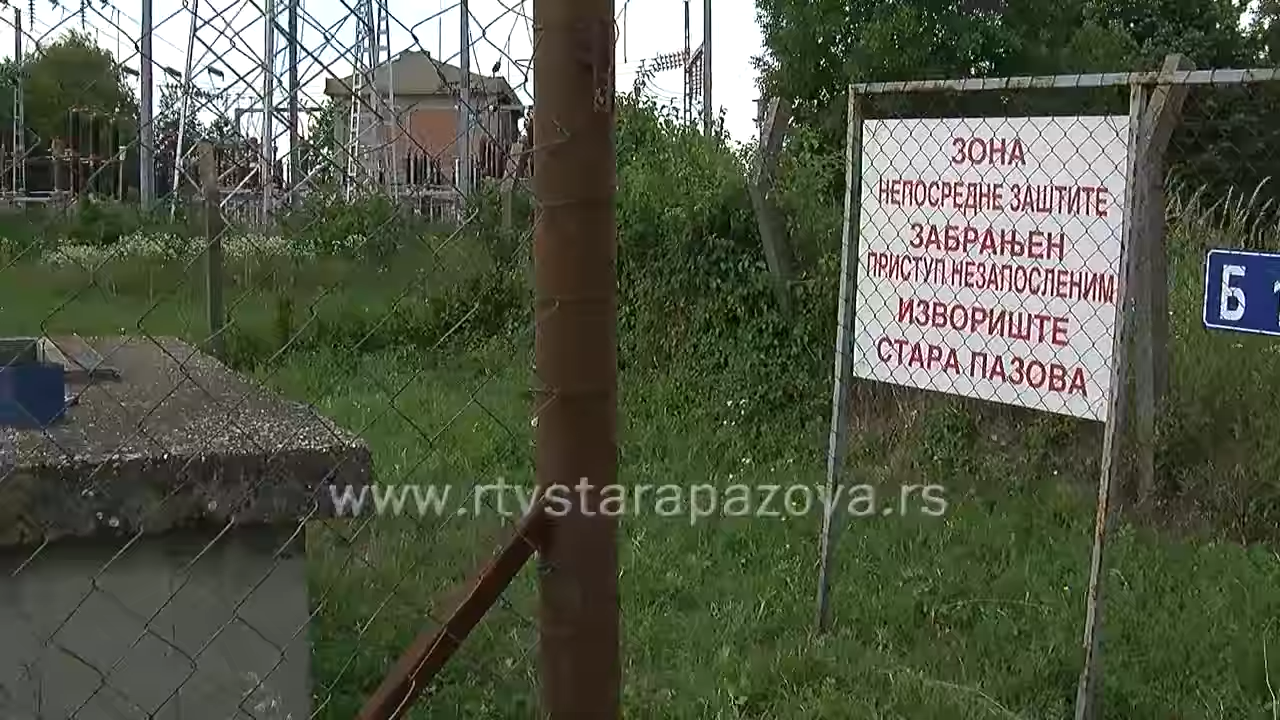 ЗОНА
НЕПОСРЕДНЕ ЗАШТИТЕ
ЗАБРАЊЕН
ПРИСТУП НЕЗАПОСЛЕНИМ
ИЗВОРИШТЕ
СТАРА ПАЗОВА
Б
www.rtvstarapazova.rs